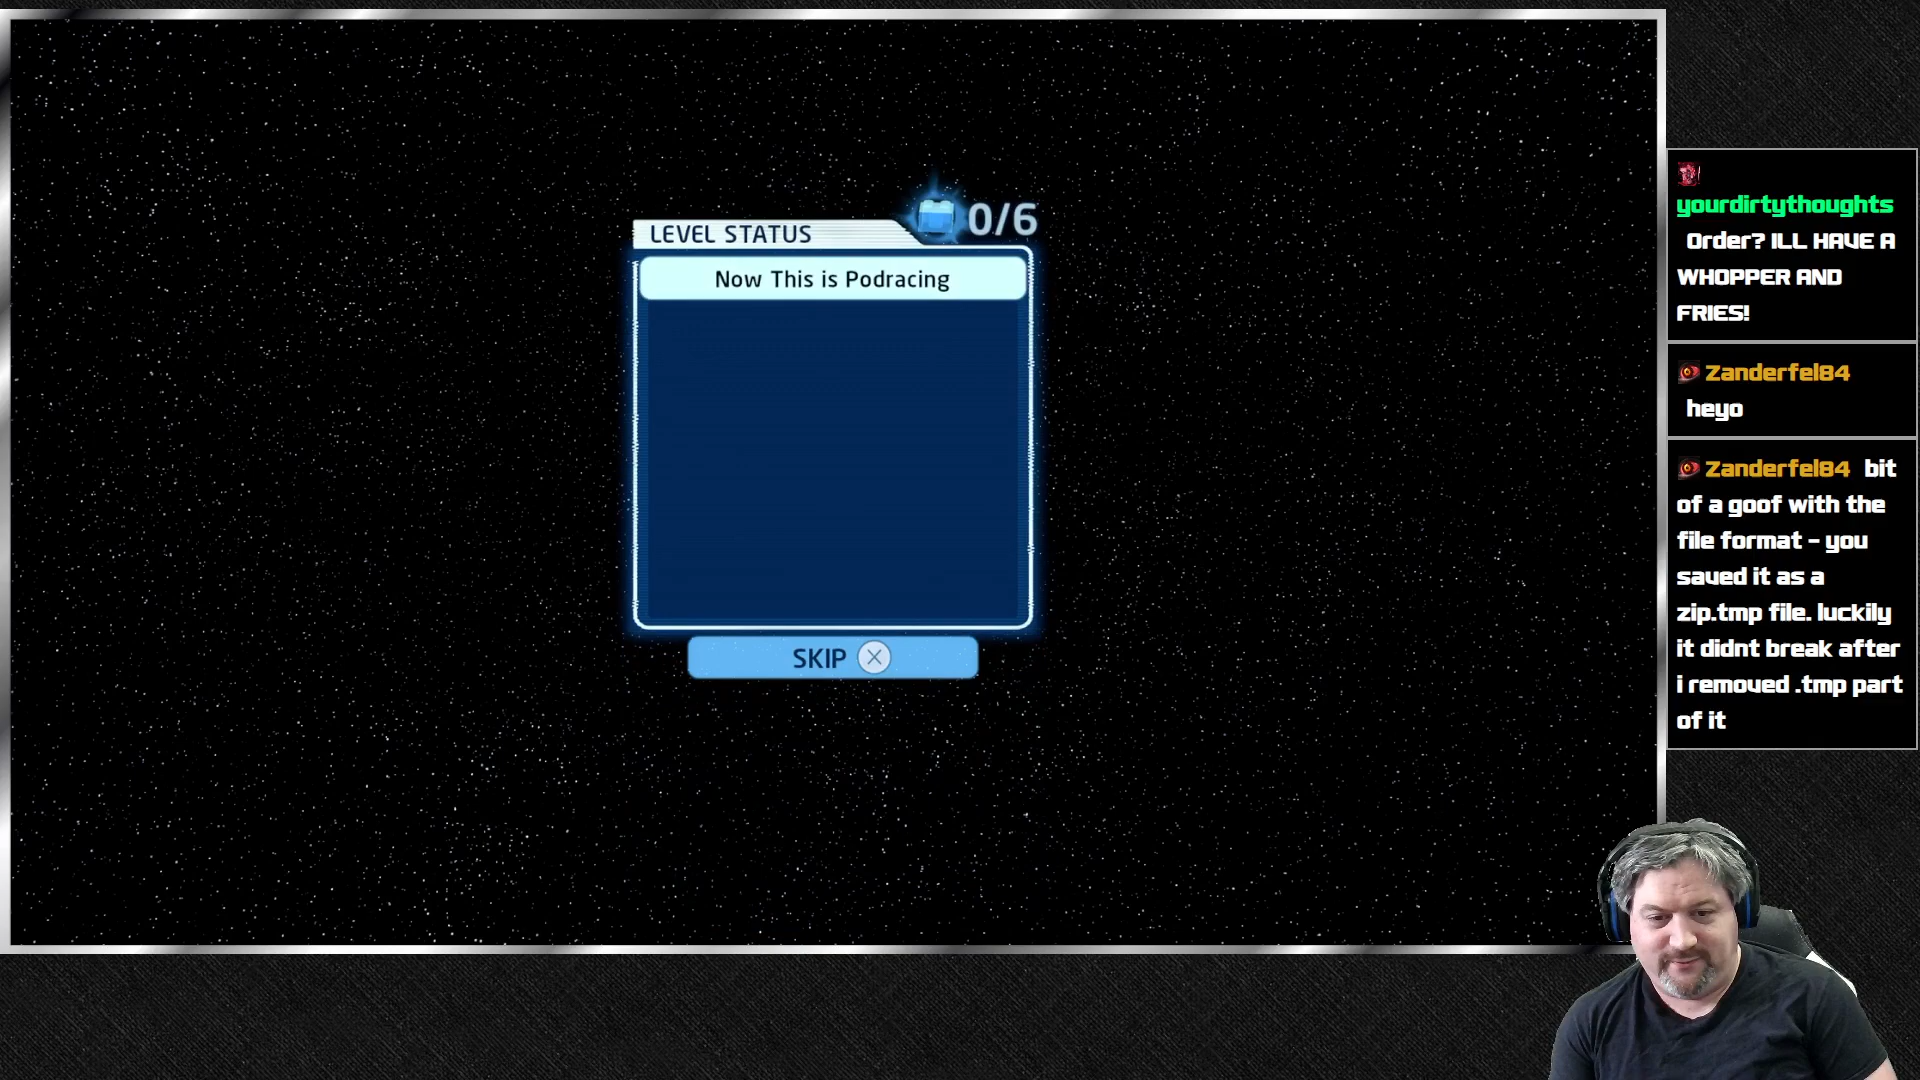 0/6
LEVEL STATUS
Now This is Podracing
SKIP
yourdirtythoughts
Order? ILL HAVE A
WHOPPER AND
FRIES!
Zanderfel84
heyo
Zanderfel84 bit
of a goof with the
file format - you
saved it as a
zip.tmp file. luckily
it didnt break after
i removed .tmp part
of it